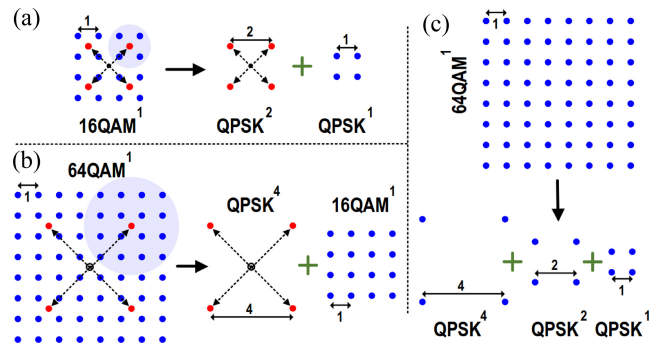 (a)
1
16QAM¹
2
QPSK²
+
1
QPSK¹
(b)
64QAM¹
1
QPSK⁴
4
+
16QAM¹
1
(c)
64QAM¹
1
4
QPSK⁴
+
2
QPSK²
+
1
QPSK¹